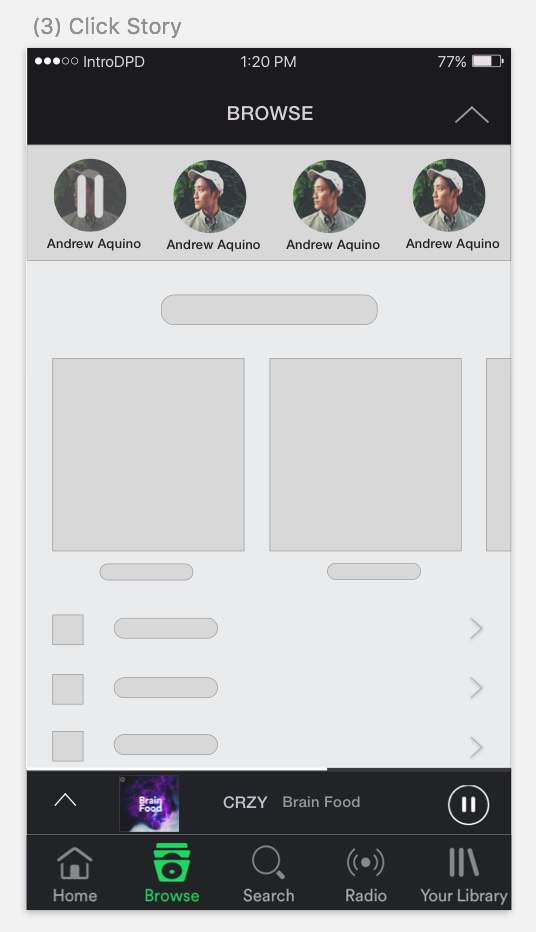 (3) Click Story
IntroDPD 1:20 PM 77%
BROWSE
Andrew Aquino Andrew Aquino Andrew Aquino Andrew Aquino
Brain
Food
CRZY Brain Food
Home Browse Search Radio Your Library